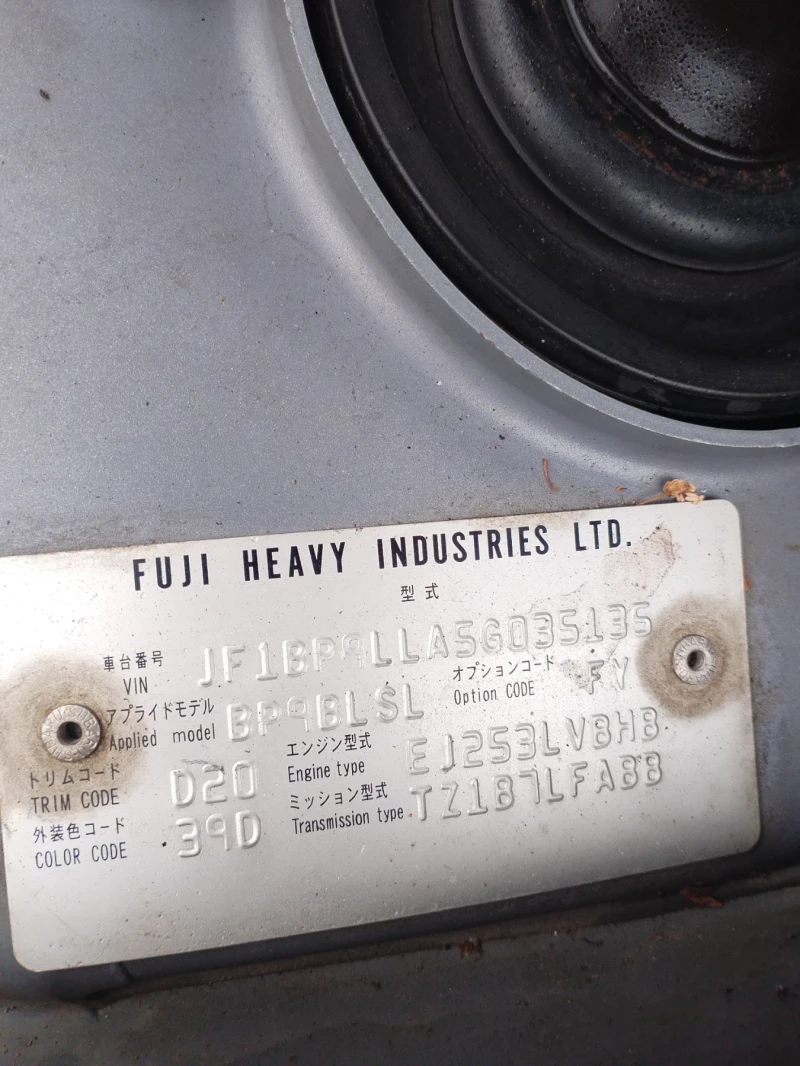 FUJI HEAVY INDUSTRIES LTD.
型式
車台番号
VIN
JF1BP9LLA5G035135
アプライドモデル
Applied model
BP9BLSL
オプションコード
Option CODE
FY
トリムコード
TRIM CODE
D20
エンジン型式
Engine type
EJ253LV8HB
外装色コード
COLOR CODE
39D
ミッション型式
Transmission type
TZ1B7LFABB